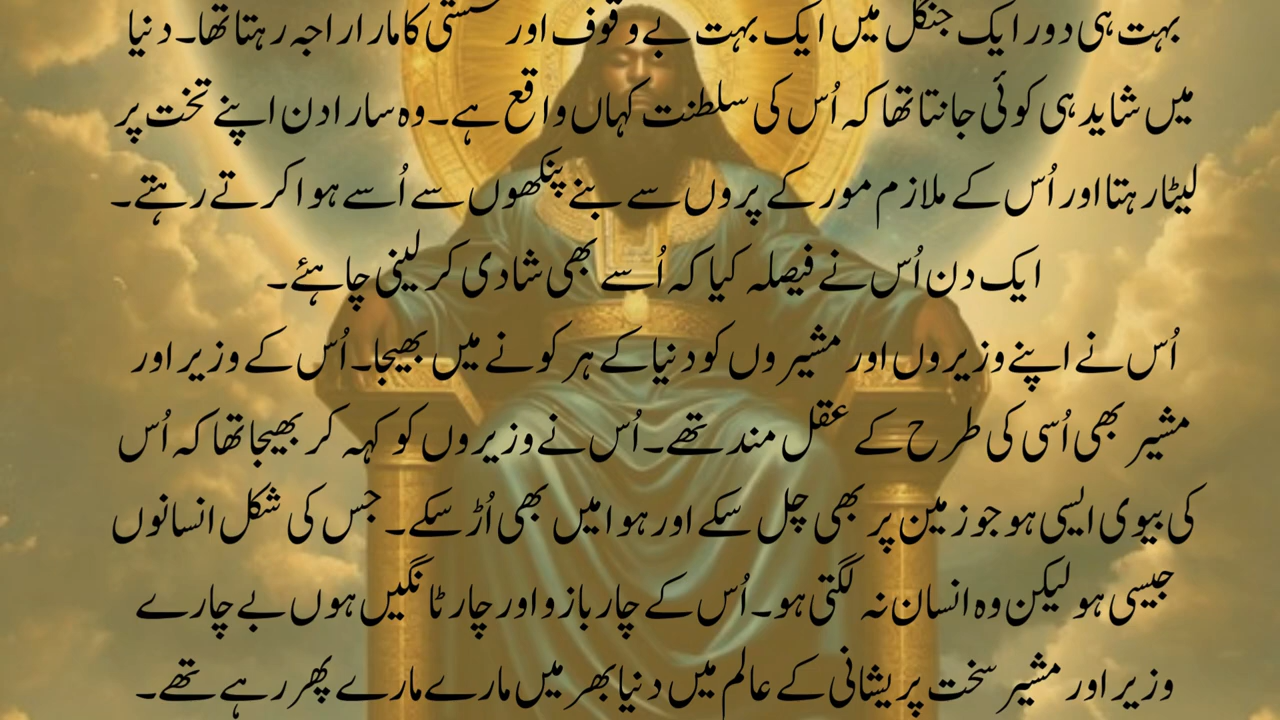 بہت ہی دور ایک جنگل میں ایک بہت بے وقوف اور سستی کا مارا راجہ رہتا تھا۔ دنیا
میں شاید ہی کوئی جانتا تھا کہ اُس کی سلطنت کہاں واقع ہے۔ وہ سارا دن اپنے تخت پر
لیٹا رہتا اور اُس کے ملازم مور کے پروں سے بنے پنکھوں سے اُسے ہوا کرتے رہتے۔
ایک دن اُس نے فیصلہ کیا کہ اُسے بھی شادی کر لینی چاہئے۔
اُس نے اپنے وزیروں اور مشیروں کو دنیا کے ہر کونے میں بھیجا۔ اُس کے وزیر اور
مشیر بھی اُسی کی طرح کے عقل مند تھے۔ اُس نے وزیروں کو کہہ کر بھیجا تھا کہ اُس
کی بیوی ایسی ہو جو زمین پر بھی چل سکے اور ہوا میں بھی اُڑ سکے۔ جس کی شکل انسانوں
جیسی ہو لیکن وہ انسان نہ لگتی ہو۔ اُس کے چار بازو اور چار ٹانگیں ہوں بے چارے
وزیر اور مشیر سخت پریشانی کے عالم میں دنیا بھر میں مارے مارے پھر رہے تھے۔